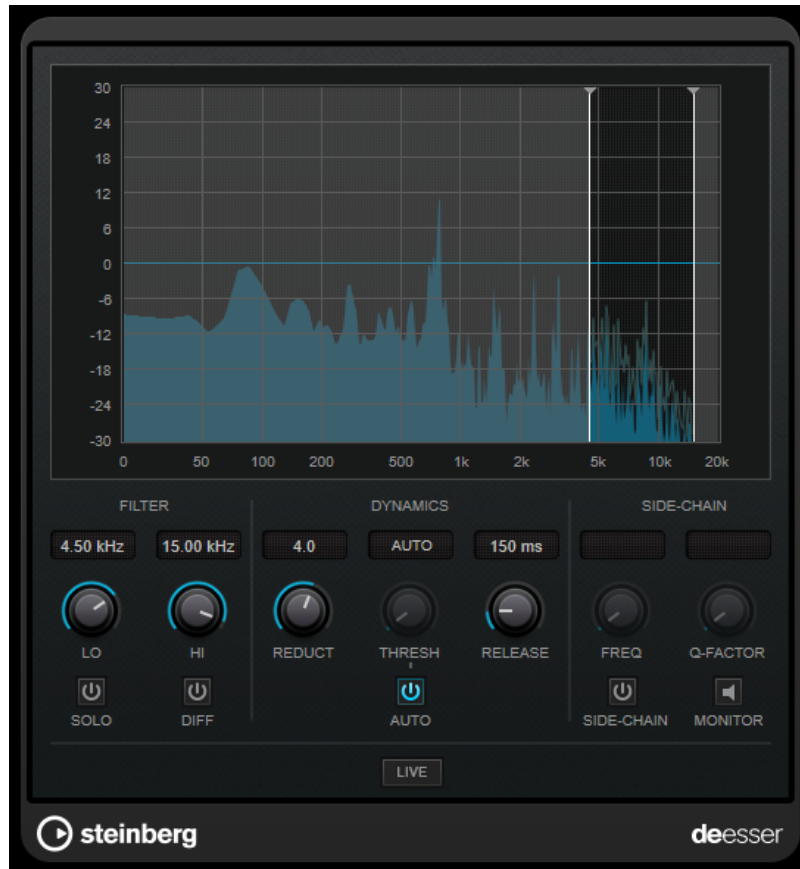 30
24
18
12
6
0
-6
-12
-18
-24
-30
0 50 100 200 500 1k 2k 5k 10k 20k
FILTER DYNAMICS SIDE-CHAIN
4.50 kHz 15.00 kHz 4.0 AUTO 150 ms
LO HI REDUCT THRESH RELEASE FREQ Q-FACTOR
SOLO DIFF AUTO SIDE-CHAIN MONITOR
LIVE
steinberg deesser